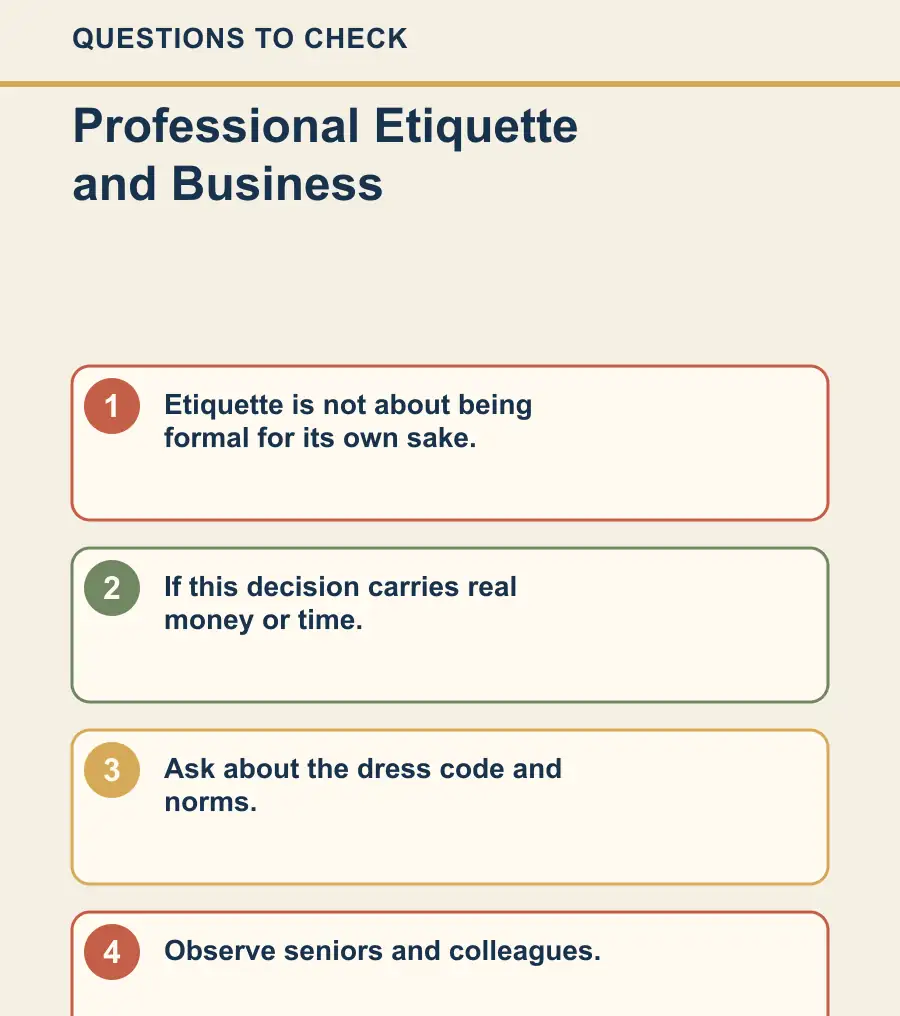 QUESTIONS TO CHECK
Professional Etiquette
and Business
1
Etiquette is not about being
formal for its own sake.
2
If this decision carries real
money or time.
3
Ask about the dress code and
norms.
4
Observe seniors and colleagues.